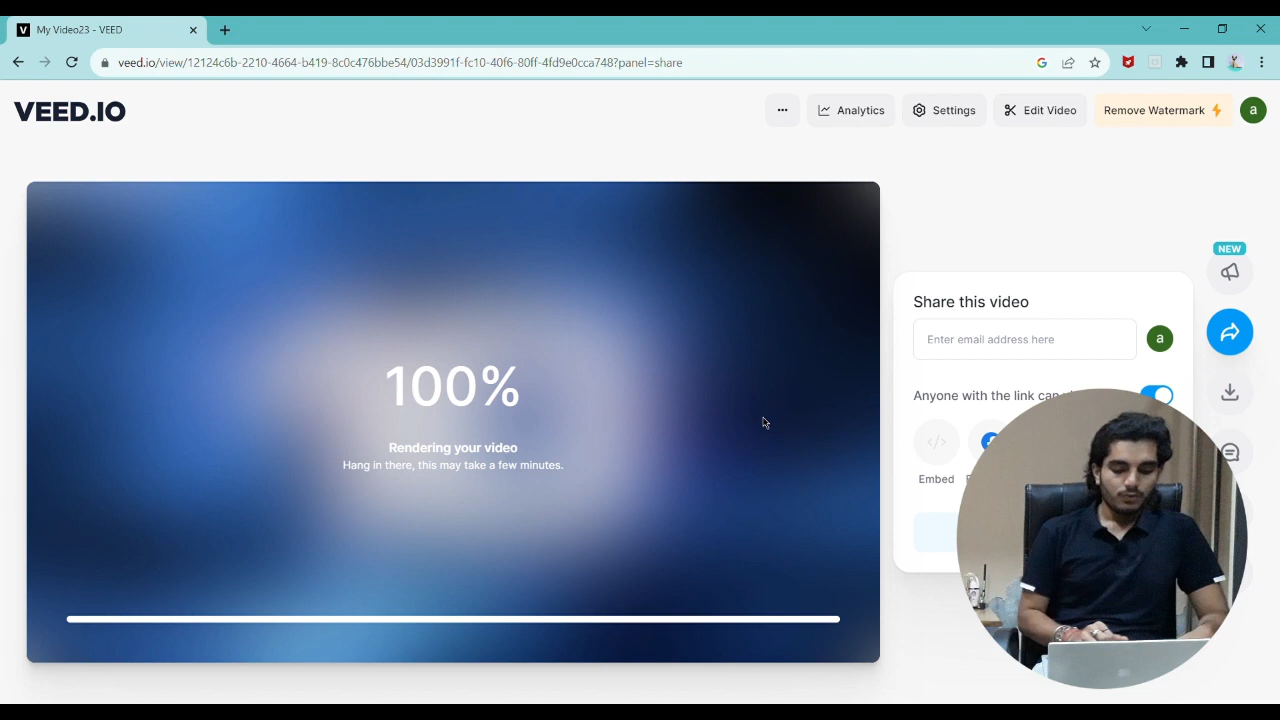 V My Video23 - VEED
veed.io/view/12124c6b-2210-4664-b419-8c0c476bbe54/03d3991f-fc10-40f6-80ff-4fd9e0cca748?panel=share
VEED.IO
Analytics
Settings
Edit Video
Remove Watermark
a
NEW
Share this video
Enter email address here
a
Anyone with the link
100%
Rendering your video
Hang in there, this may take a few minutes.
Embed